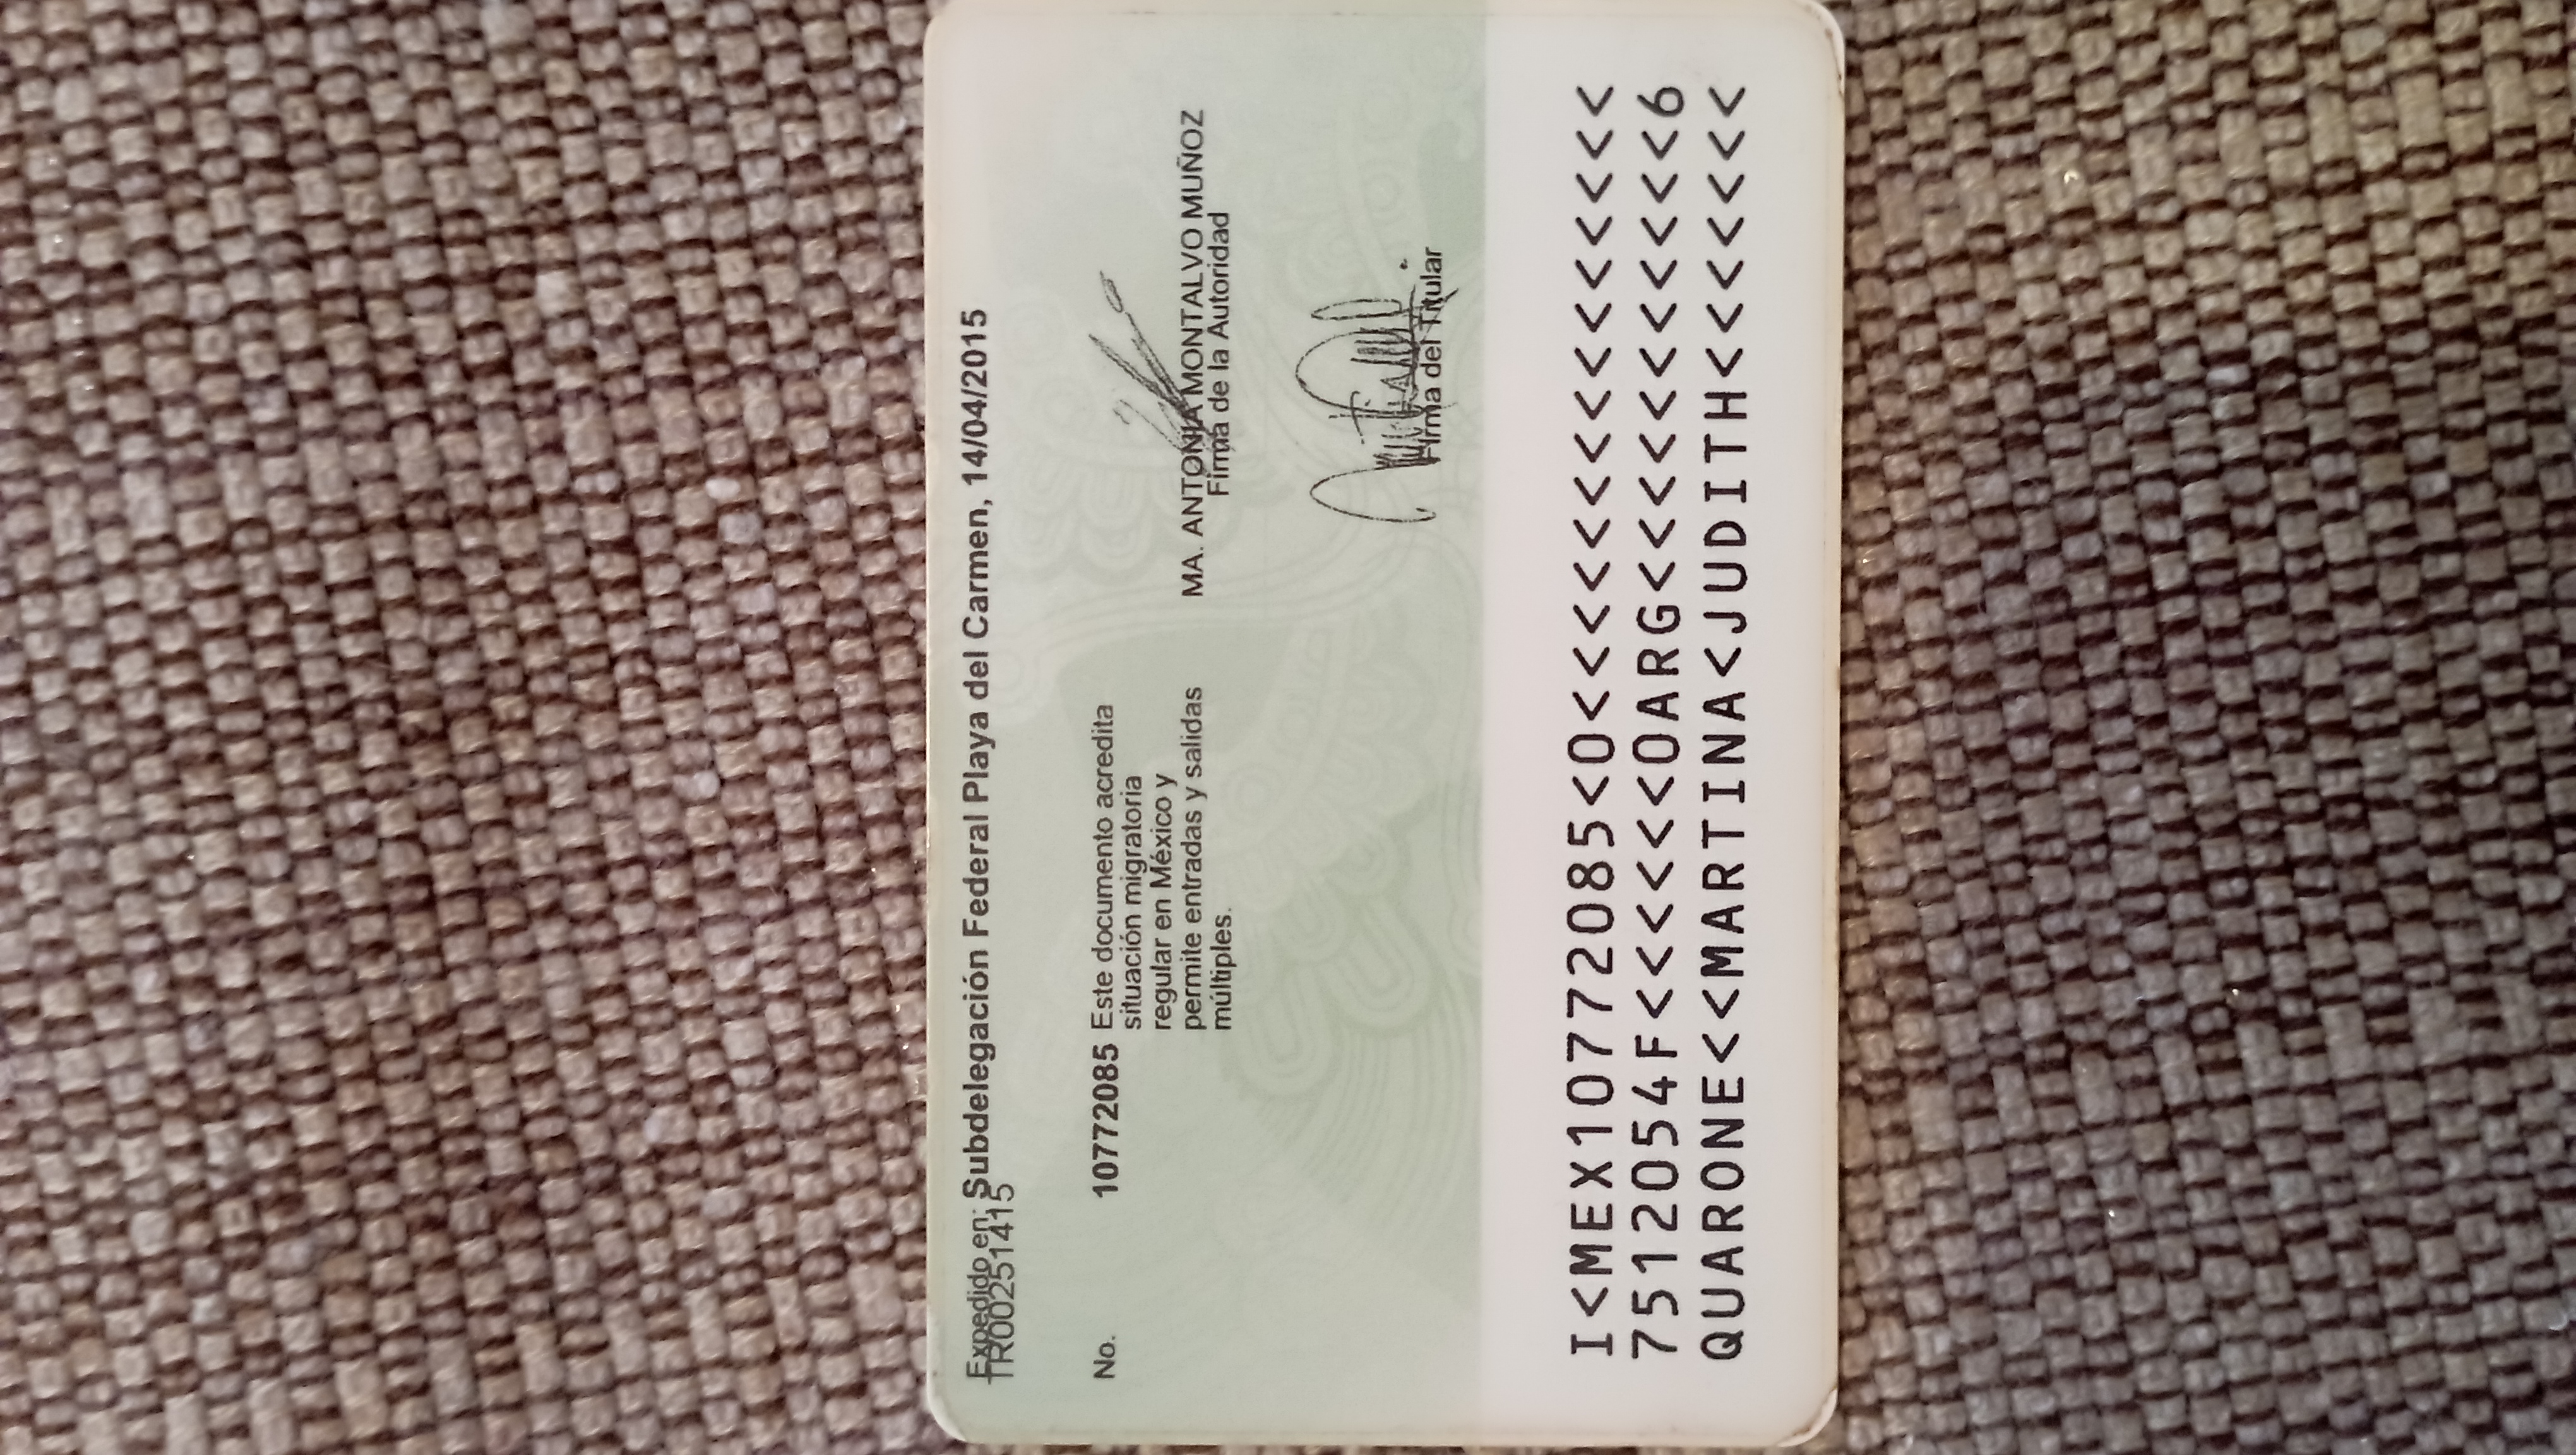 Expedido en: Subdelegación Federal Playa del Carmen, 14/04/2015
TR00251415
No. 10772085
Este documento acredita
situación migratoria
regular en México y
permite entradas y salidas
múltiples.
MA. ANTONIA MONTALVO MUÑOZ
Firma de la Autoridad
Firma del Titular
I<MEX10772085<0<<<<<<<<<<<<<<<
7512054F<<<<<<0ARG<<<<<<<<<<<6
QUARONE<<MARTINA<JUDITH<<<<<<<